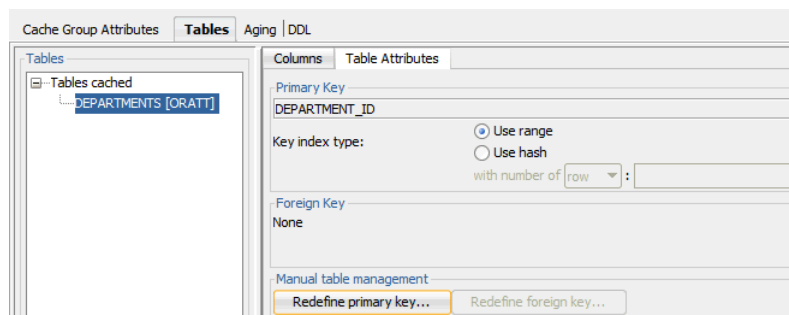 Cache Group Attributes Tables Aging DDL
Tables
Tables cached
DEPARTMENTS [ORATT]
Columns Table Attributes
Primary Key
DEPARTMENT_ID
Key index type:
Use range
Use hash
with number of row :
Foreign Key
None
Manual table management
Redefine primary key... Redefine foreign key...